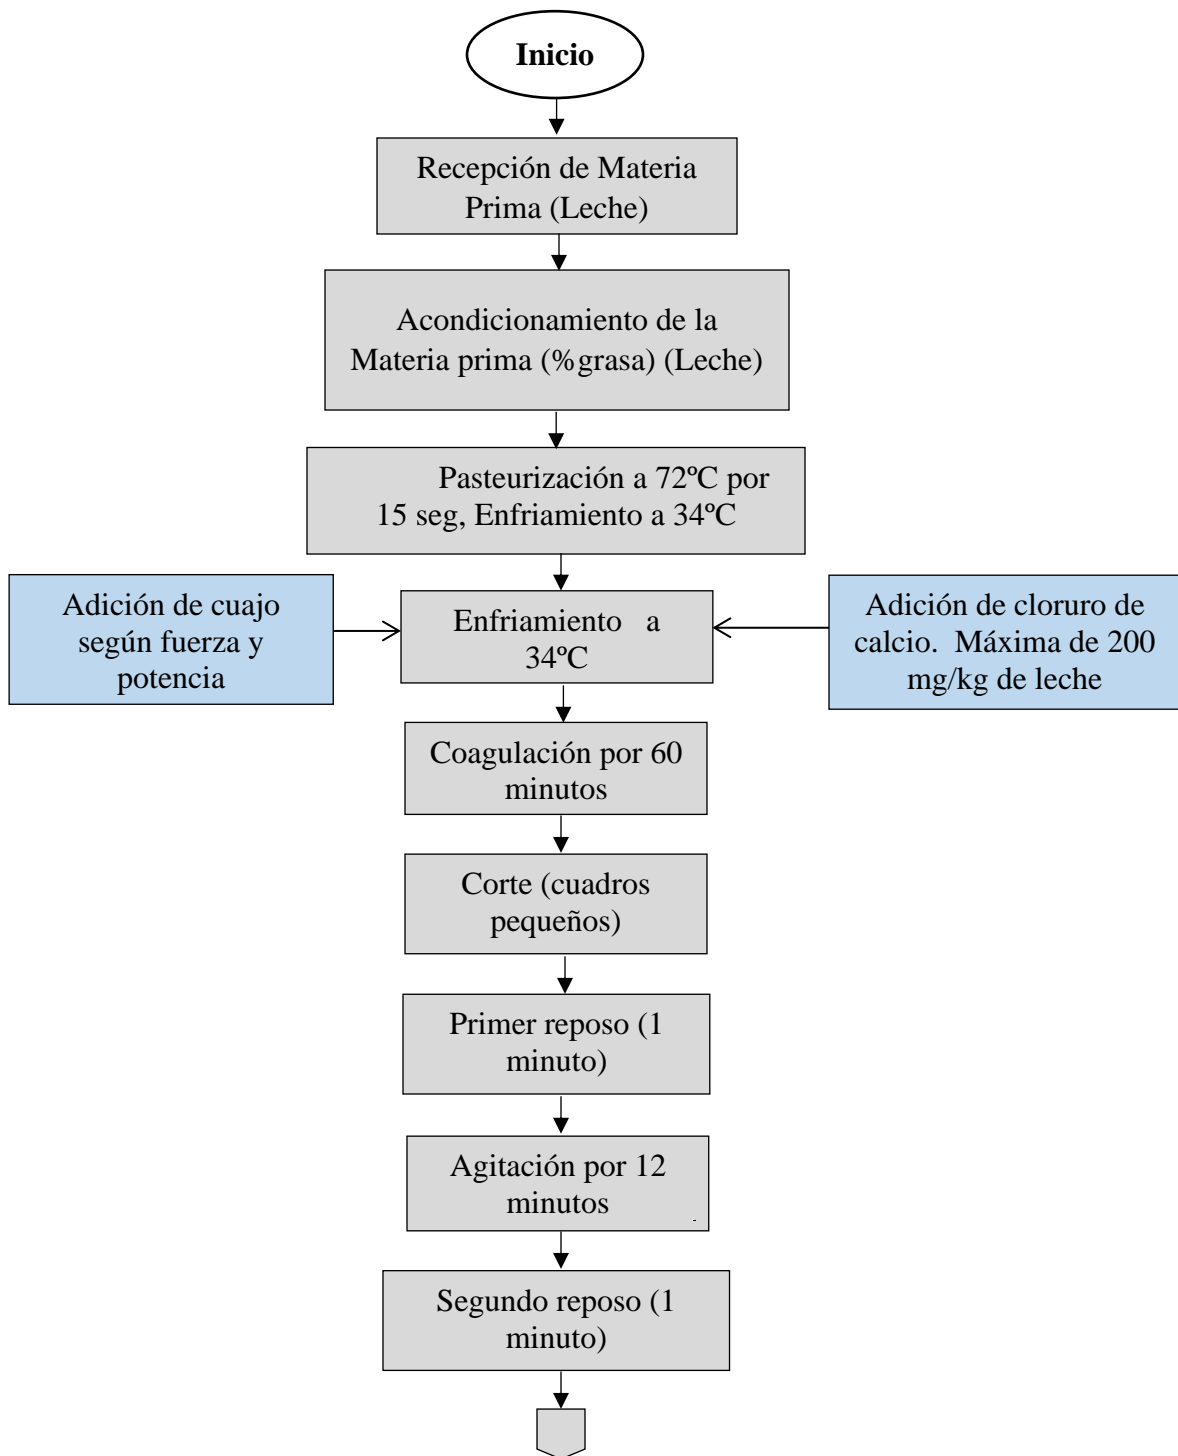 Inicio
Recepción de Materia
Prima (Leche)
Acondicionamiento de la
Materia prima (%grasa) (Leche)
Pasteurización a 72ºC por
15 seg, Enfriamiento a 34ºC
Adición de cuajo
según fuerza y
potencia
Enfriamiento a
34ºC
Adición de cloruro de
calcio. Máxima de 200
mg/kg de leche
Coagulación por 60
minutos
Corte (cuadros
pequeños)
Primer reposo (1
minuto)
Agitación por 12
minutos
Segundo reposo (1
minuto)